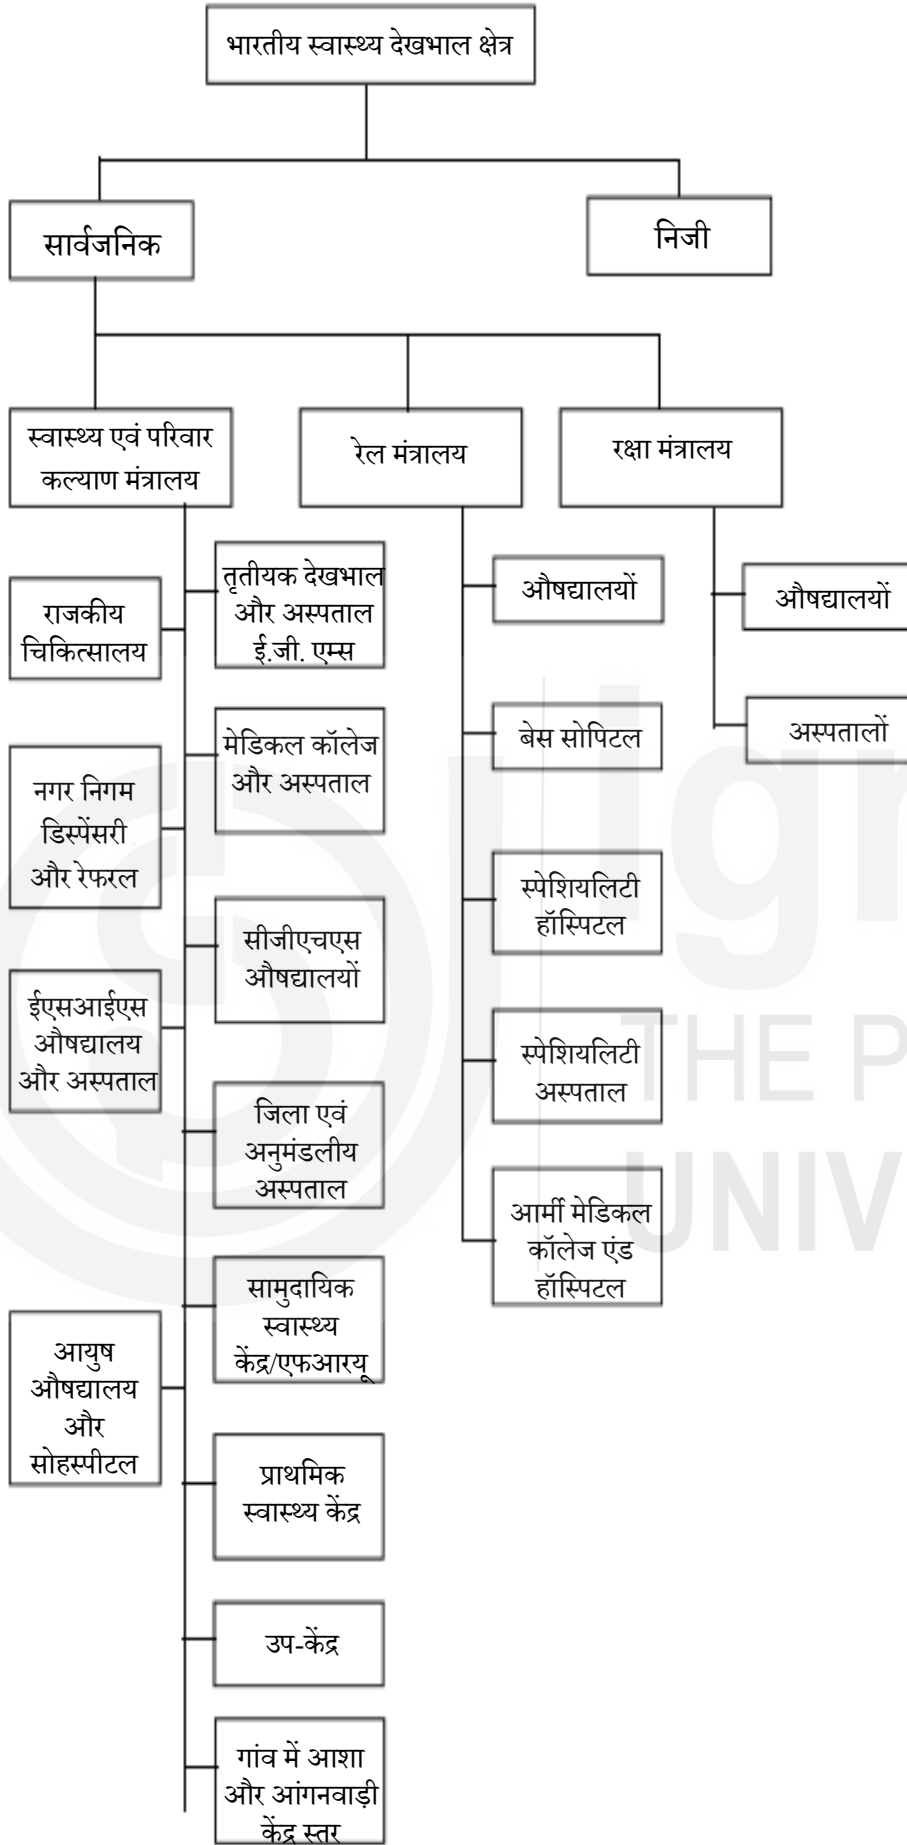 भारतीय स्वास्थ्य देखभाल क्षेत्र
सार्वजनिक
निजी
स्वास्थ्य एवं परिवार
कल्याण मंत्रालय
रेल मंत्रालय
रक्षा मंत्रालय
राजकीय
चिकित्सालय
नगर निगम
डिस्पेंसरी
और रेफरल
ईएसआईएस
औषद्यालय
और अस्पताल
आयुष
औषद्यालय
और
सोहस्पीटल
तृतीयक देखभाल
और अस्पताल
ई.जी. एम्स
मेडिकल कॉलेज
और अस्पताल
सीजीएचएस
औषद्यालयों
जिला एवं
अनुमंडलीय
अस्पताल
सामुदायिक
स्वास्थ्य
केंद्र/एफआरयू
प्राथमिक
स्वास्थ्य केंद्र
उप-केंद्र
गांव में आशा
और आंगनवाड़ी
केंद्र स्तर
औषद्यालयों
बेस सोपिटल
स्पेशियलिटी
हॉस्पिटल
स्पेशियलिटी
अस्पताल
आर्मी मेडिकल
कॉलेज एंड
हॉस्पिटल
औषद्यालयों
अस्पतालों
THE P
UNIV